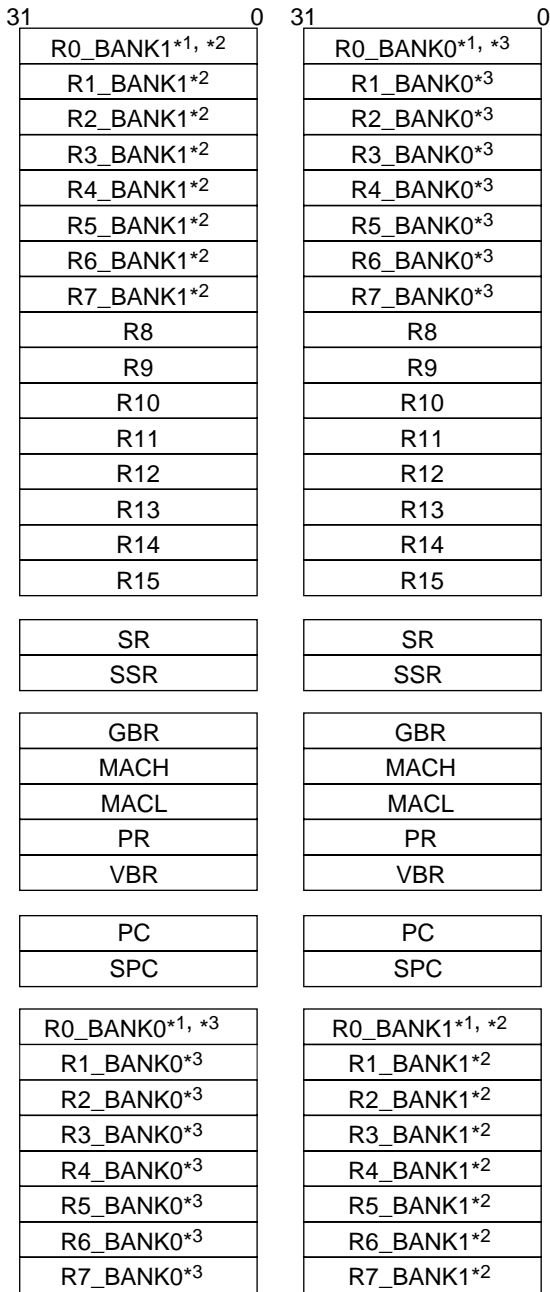 31 0
R0_BANK1*1, *2
R1_BANK1*2
R2_BANK1*2
R3_BANK1*2
R4_BANK1*2
R5_BANK1*2
R6_BANK1*2
R7_BANK1*2
R8
R9
R10
R11
R12
R13
R14
R15
SR
SSR
GBR
MACH
MACL
PR
VBR
PC
SPC
R0_BANK0*1, *3
R1_BANK0*3
R2_BANK0*3
R3_BANK0*3
R4_BANK0*3
R5_BANK0*3
R6_BANK0*3
R7_BANK0*3
31 0
R0_BANK0*1, *3
R1_BANK0*3
R2_BANK0*3
R3_BANK0*3
R4_BANK0*3
R5_BANK0*3
R6_BANK0*3
R7_BANK0*3
R8
R9
R10
R11
R12
R13
R14
R15
SR
SSR
GBR
MACH
MACL
PR
VBR
PC
SPC
R0_BANK1*1, *2
R1_BANK1*2
R2_BANK1*2
R3_BANK1*2
R4_BANK1*2
R5_BANK1*2
R6_BANK1*2
R7_BANK1*2